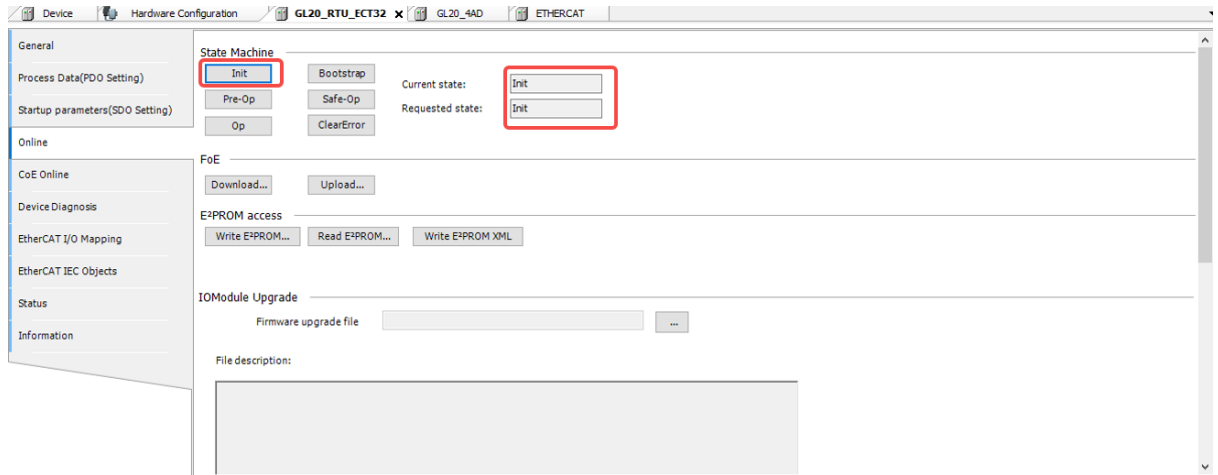 Device Hardware Configuration GL20_RTU_ECT32 x GL20_4AD ETHERCAT
General
Process Data(PDO Setting)
Startup parameters(SDO Setting)
Online
CoE Online
Device Diagnosis
EtherCAT I/O Mapping
EtherCAT IEC Objects
Status
Information
State Machine
Init Bootstrap
Pre-Op Safe-Op
Op ClearError
Current state: Init
Requested state: Init
FoE
Download... Upload...
E²PROM access
Write E²PROM... Read E²PROM... Write E²PROM XML
IOModule Upgrade
Firmware upgrade file ...
File description: